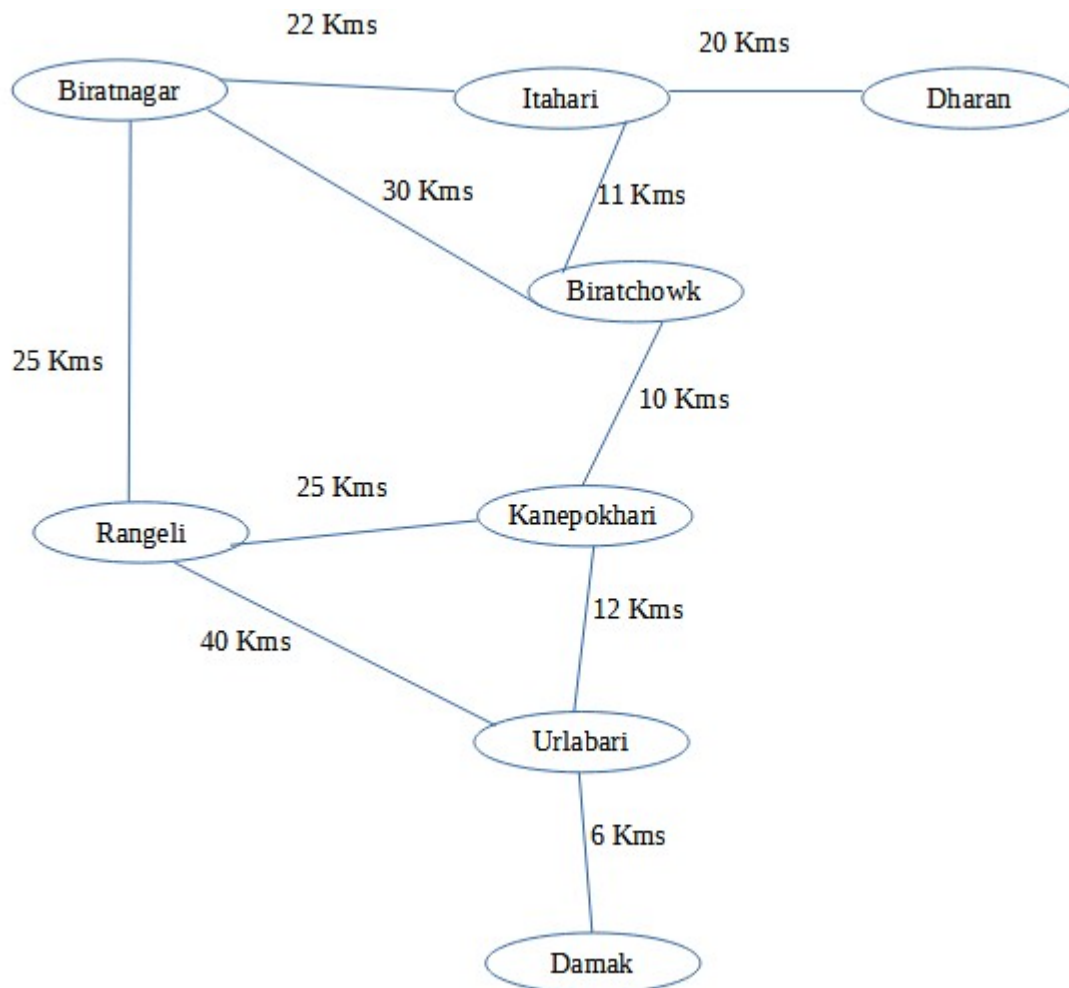 22 Kms
20 Kms
Biratnagar
Itahari
Dharan
30 Kms
11 Kms
Biratchowk
25 Kms
10 Kms
25 Kms
Kanepokhari
Rangeli
12 Kms
40 Kms
Urlabari
6 Kms
Damak